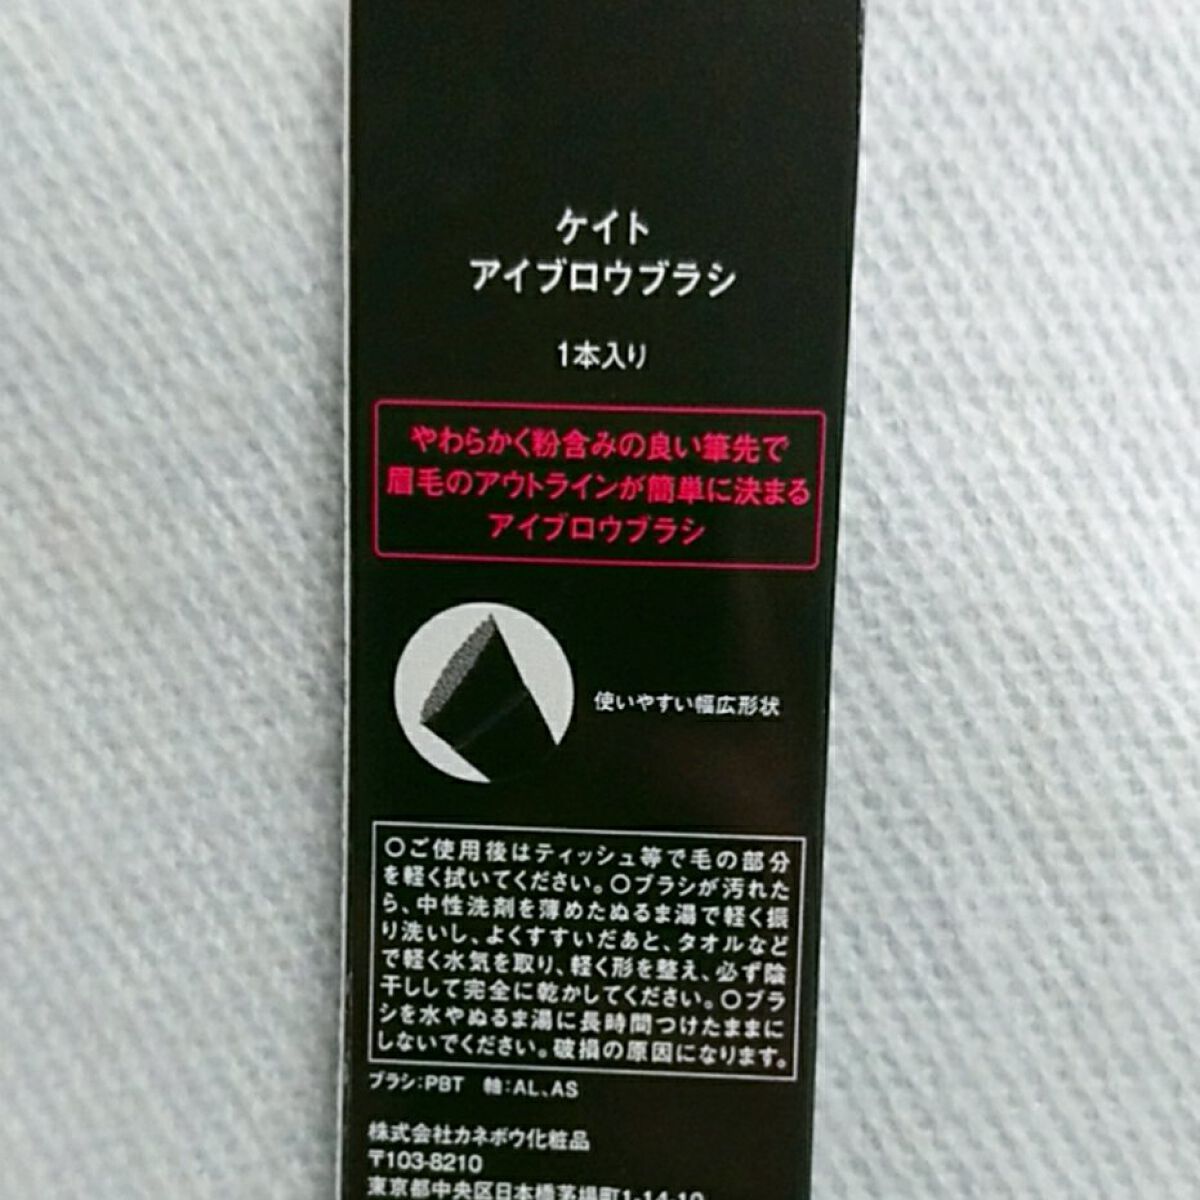 ケイト
アイブロウブラシ
1本入り
やわらかく粉含みの良い筆先で
眉毛のアウトラインが簡単に決まる
アイブロウブラシ
使いやすい幅広形状
○ご使用後はティッシュ等で毛の部分
を軽く拭いてください。○ブラシが汚れた
ら、中性洗剤を薄めたぬるま湯で軽く振
り洗いし、よくすすいだあと、タオルなど
で軽く水気を取り、軽く形を整え、必ず陰
干しして完全に乾かしてください。○ブラ
シを水やぬるま湯に長時間つけたままに
しないでください。破損の原因になります。
ブラシ:PBT 軸:AL、AS
株式会社カネボウ化粧品
〒103-8210
東京都中央区日本橋茅場町1-14-10